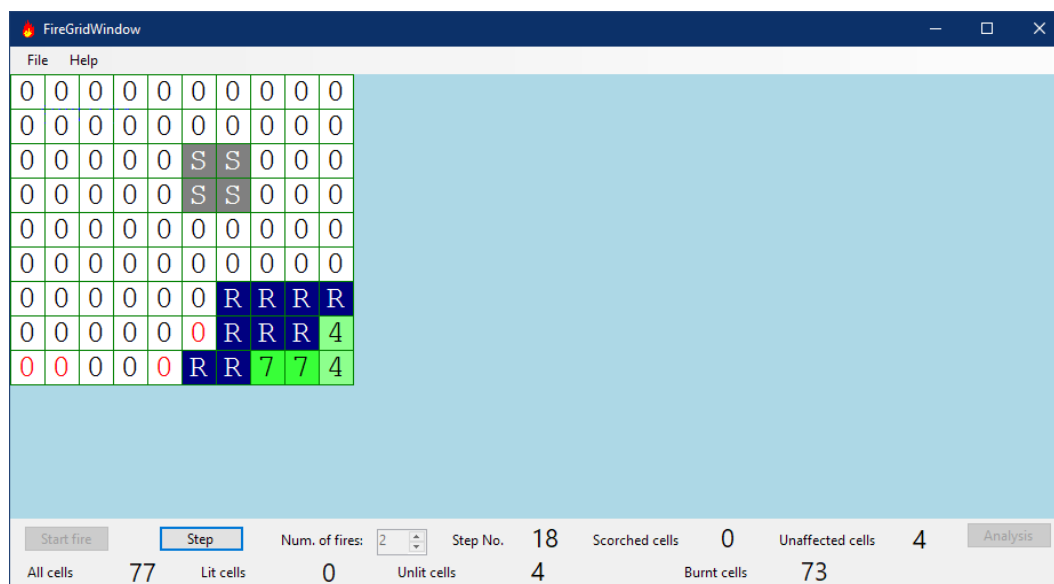 FireGridWindow
File Help
0 0 0 0 0 0 0 0 0 0
0 0 0 0 0 0 0 0 0 0
0 0 0 0 0 S S 0 0 0
0 0 0 0 0 S S 0 0 0
0 0 0 0 0 0 0 0 0 0
0 0 0 0 0 0 0 0 0 0
0 0 0 0 0 0 R R R R
0 0 0 0 0 0 R R R 4
0 0 0 0 0 R R 7 7 4
Start fire Step Num. of fires: 2 Step No. 18 Scorched cells 0 Unaffected cells 4 Analysis
All cells 77 Lit cells 0 Unlit cells 4 Burnt cells 73